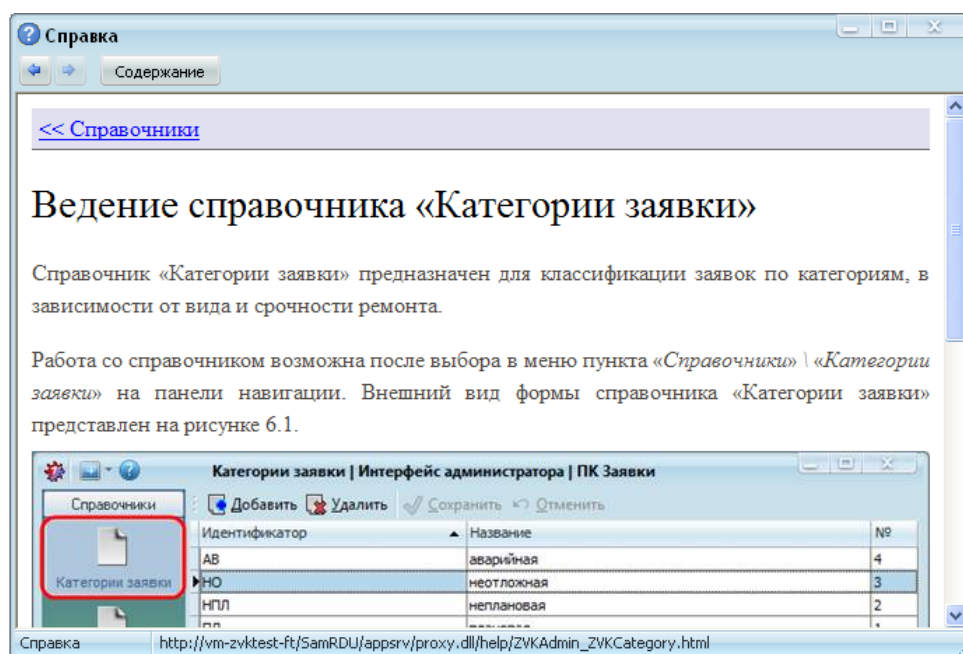 Справка
Содержание
<< Справочники
Ведение справочника «Категории заявки»
Справочник «Категории заявки» предназначен для классификации заявок по категориям, в
зависимости от вида и срочности ремонта.
Работа со справочником возможна после выбора в меню пункта «Справочники» \ «Категории
заявки» на панели навигации. Внешний вид формы справочника «Категории заявки»
представлен на рисунке 6.1.
Категории заявки | Интерфейс администратора | ПК Заявки
Справочники Добавить Удалить Сохранить Отменить
Идентификатор Название №
АВ аварийная 4
Категории заявки НО неотложная 3
НПЛ неплановая 2
Справка http://vm-zvktest-ft/SamRDU/appsrv/proxy.dll/help/ZVKAdmin_ZVKCategory.html